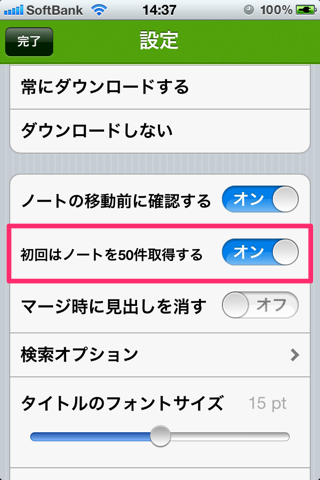 SoftBank 14:37 100%
完了 設定
常にダウンロードする
ダウンロードしない
ノートの移動前に確認する オン
初回はノートを50件取得する オン
マージ時に見出しを消す オフ
検索オプション
タイトルのフォントサイズ 15 pt